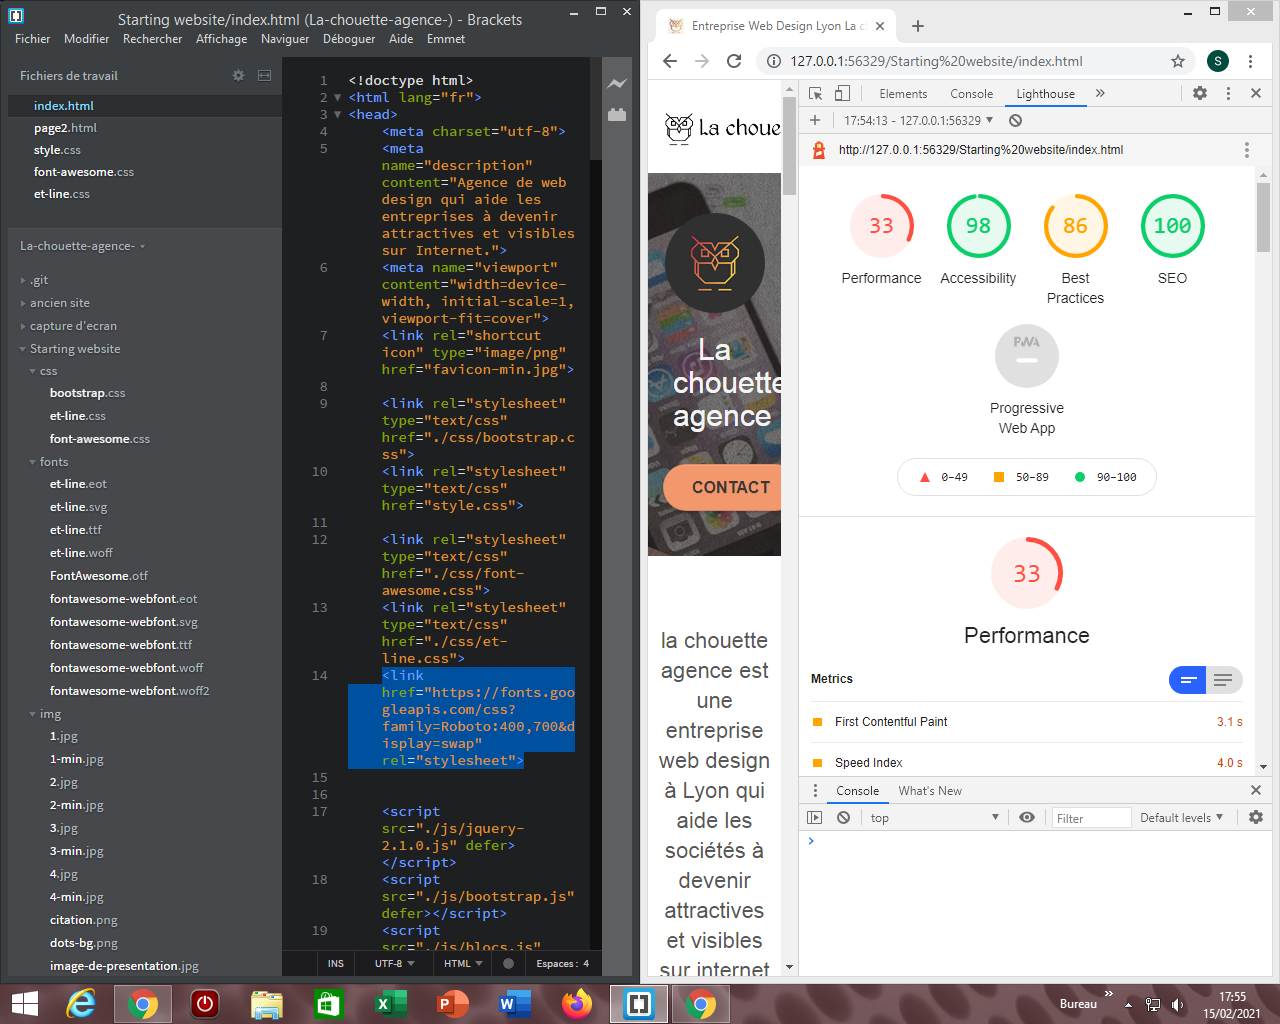 Starting website/index.html (La-chouette-agence-) - Brackets
Fichier Modifier Rechercher Affichage Naviguer Déboguer Aide Emmet
Fichiers de travail
index.html
page2.html
style.css
font-awesome.css
et-line.css
La-chouette-agence-
.git
ancien site
capture d'ecran
Starting website
css
bootstrap.css
et-line.css
font-awesome.css
fonts
et-line.eot
et-line.svg
et-line.ttf
et-line.woff
FontAwesome.otf
fontawesome-webfont.eot
fontawesome-webfont.svg
fontawesome-webfont.ttf
fontawesome-webfont.woff
fontawesome-webfont.woff2
img
1.jpg
1-min.jpg
2.jpg
2-min.jpg
3.jpg
3-min.jpg
4.jpg
4-min.jpg
citation.png
dots-bg.png
image-de-presentation.jpg
1 <!doctype html>
2 <html lang="fr">
3 <head>
4 <meta charset="utf-8">
5 <meta
name="description"
content="Agence de web
design qui aide les
entreprises à devenir
attractives et visibles
sur Internet.">
6 <meta name="viewport"
content="width=device-
width, initial-scale=1,
viewport-fit=cover">
7 <link rel="shortcut
icon" type="image/png"
href="favicon-min.jpg">
8
9 <link rel="stylesheet"
type="text/css"
href="./css/bootstrap.c
ss">
10 <link rel="stylesheet"
type="text/css"
href="style.css">
11
12 <link rel="stylesheet"
type="text/css"
href="./css/font-
awesome.css">
13 <link rel="stylesheet"
type="text/css"
href="./css/et-
line.css">
14 <link
href="https://fonts.goo
gleapis.com/css?
family=Roboto:400,700&d
isplay=swap"
rel="stylesheet">
15
16
17 <script
src="./js/jquery-
2.1.0.js" defer>
</script>
18 <script
src="./js/bootstrap.js"
defer></script>
19 <script
src="./js/blocs.js"
INS UTF-8 HTML Espaces : 4
Entreprise Web Design Lyon La c
127.0.0.1:56329/Starting%20website/index.html
S
La choue
La
chouette
agence
CONTACT
la chouette
agence est
une
entreprise
web design
à Lyon qui
aide les
sociétés à
devenir
attractives
et visibles
sur internet
Elements Console Lighthouse
17:54:13 - 127.0.0.1:56329
http://127.0.0.1:56329/Starting%20website/index.html
33 98 86 100
Performance Accessibility Best Practices SEO
PWA
Progressive
Web App
0–49 50–89 90–100
33
Performance
Metrics
First Contentful Paint 3.1 s
Speed Index 4.0 s
Console What's New
top Filter Default levels
Bureau
17:55
15/02/2021